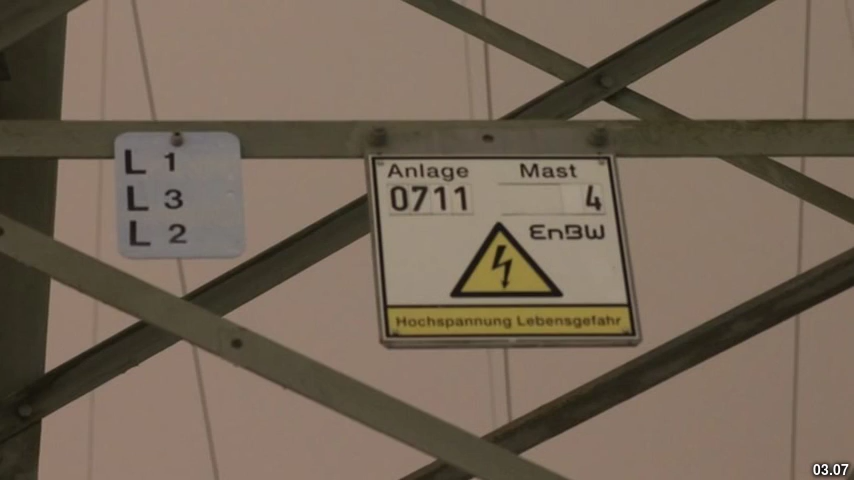 L 1
L 3
L 2
Anlage Mast
0711 4
EnBW
Hochspannung Lebensgefahr
03.07